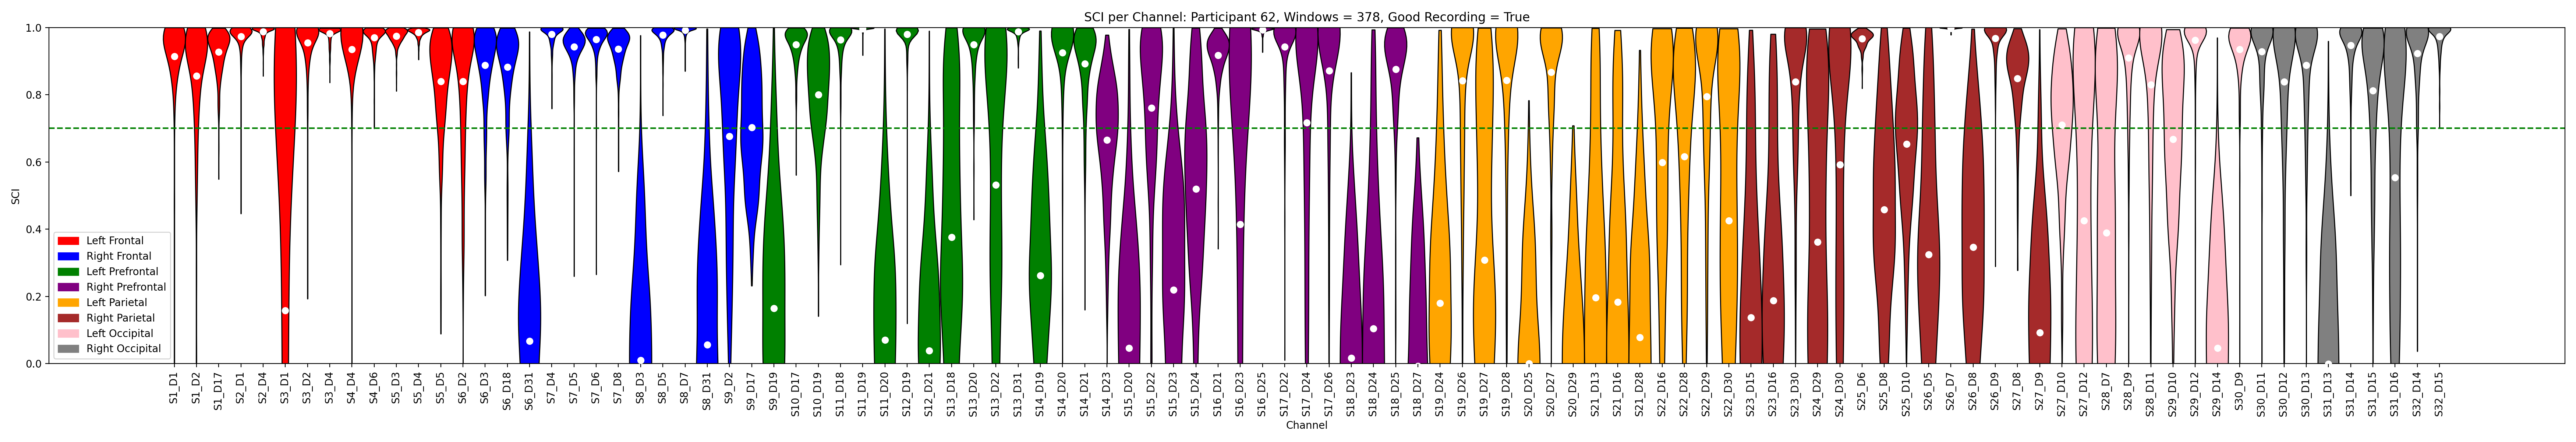 SCI per Channel: Participant 62, Windows = 378, Good Recording = True
1.0
0.8
0.6
0.4
0.2
0.0
SCI
Left Frontal
Right Frontal
Left Prefrontal
Right Prefrontal
Left Parietal
Right Parietal
Left Occipital
Right Occipital
S1_D1
S1_D2
S1_D17
S2_D1
S2_D4
S3_D1
S3_D2
S3_D4
S4_D4
S4_D6
S5_D3
S5_D4
S5_D5
S6_D2
S6_D3
S6_D18
S6_D31
S7_D4
S7_D5
S7_D6
S7_D8
S8_D3
S8_D5
S8_D7
S8_D31
S9_D2
S9_D17
S9_D19
S10_D17
S10_D19
S11_D18
S11_D19
S11_D20
S12_D19
S12_D21
S13_D18
S13_D20
S13_D22
S13_D31
S14_D19
S14_D20
S14_D21
S14_D23
S15_D20
S15_D22
S15_D23
S15_D24
S16_D21
S16_D23
S16_D25
S17_D22
S17_D24
S17_D26
S18_D23
S18_D24
S18_D25
S18_D27
S19_D24
S19_D26
S19_D27
S19_D28
S20_D25
S20_D27
S20_D29
S21_D13
S21_D16
S21_D28
S22_D16
S22_D28
S22_D29
S22_D30
S23_D15
S23_D16
S23_D30
S24_D29
S24_D30
S25_D6
S25_D8
S25_D10
S26_D5
S26_D7
S26_D8
S26_D9
S27_D8
S27_D9
S27_D10
S27_D12
S28_D7
S28_D9
S28_D11
S29_D10
S29_D12
S29_D14
S30_D9
S30_D11
S30_D12
S30_D13
S31_D13
S31_D14
S31_D15
S31_D16
S32_D14
S32_D15
Channel